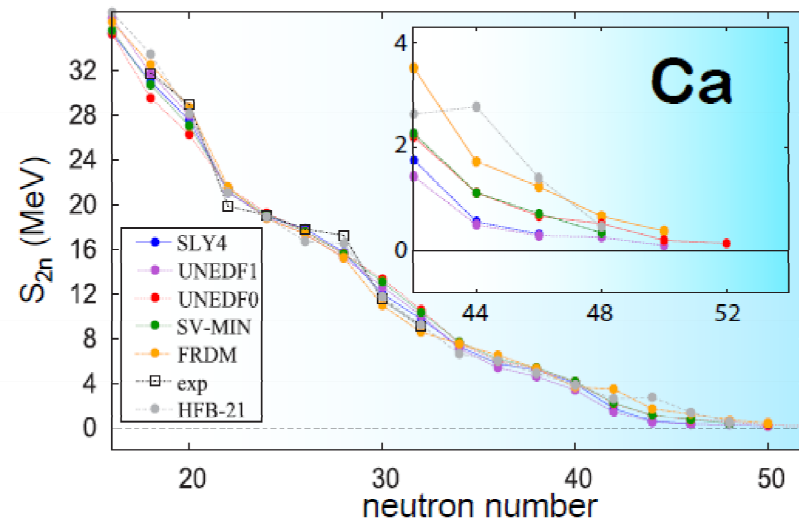 32
28
24
20
16
12
8
4
0
S2n (MeV)
SLY4
UNEDF1
UNEDF0
SV-MIN
FRDM
exp
HFB-21
4
2
0
Ca
44
48
52
20
30
40
50
neutron number